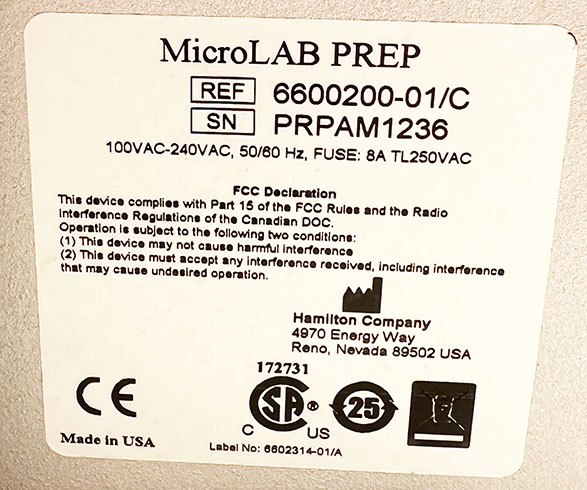 MicroLAB PREP
REF 6600200-01/C
SN PRPAM1236
100VAC-240VAC, 50/60 Hz, FUSE: 8A TL250VAC
FCC Declaration
This device complies with Part 15 of the FCC Rules and the Radio
Interference Regulations of the Canadian DOC.
Operation is subject to the following two conditions:
(1) This device may not cause harmful interference
(2) This device must accept any interference received, including interference
that may cause undesired operation.
Hamilton Company
4970 Energy Way
Reno, Nevada 89502 USA
172731
CE
C SA ® US
25
Made in USA
Label No: 6602314-01/A